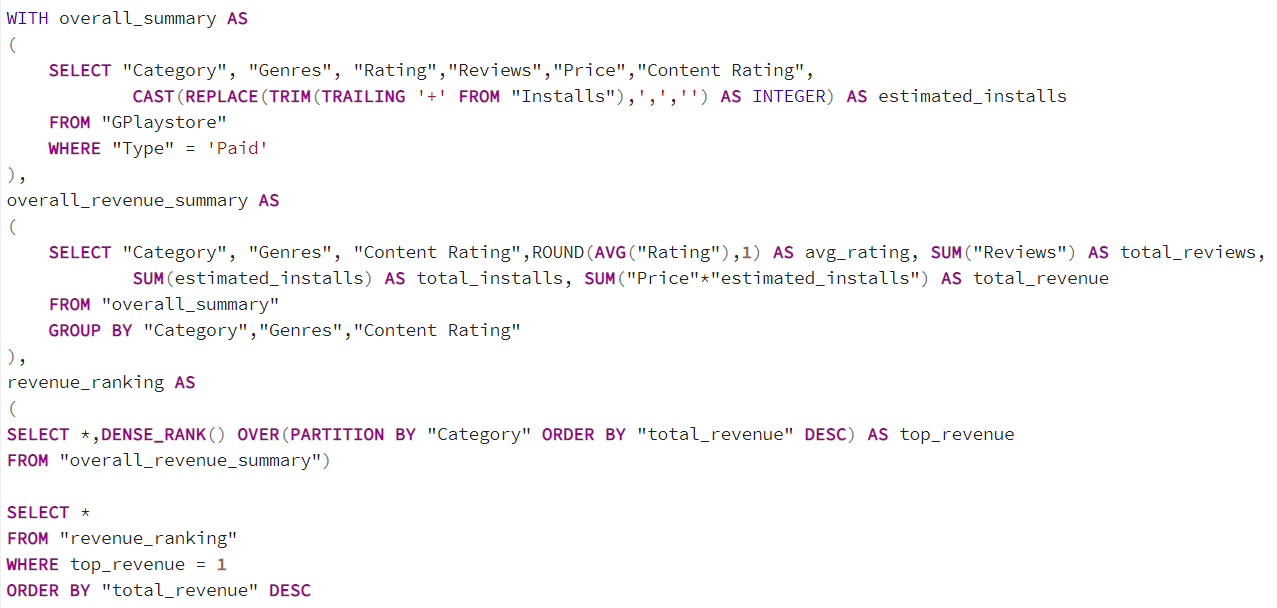 WITH overall_summary AS
(
    SELECT "Category", "Genres", "Rating","Reviews","Price","Content Rating",
            CAST(REPLACE(TRIM(TRAILING '+' FROM "Installs"),',','') AS INTEGER) AS estimated_installs
    FROM "GPlaystore"
    WHERE "Type" = 'Paid'
),
overall_revenue_summary AS
(
    SELECT "Category", "Genres", "Content Rating",ROUND(AVG("Rating"),1) AS avg_rating, SUM("Reviews") AS total_reviews,
            SUM(estimated_installs) AS total_installs, SUM("Price"*"estimated_installs") AS total_revenue
    FROM "overall_summary"
    GROUP BY "Category","Genres","Content Rating"
),
revenue_ranking AS
(
SELECT *,DENSE_RANK() OVER(PARTITION BY "Category" ORDER BY "total_revenue" DESC) AS top_revenue
FROM "overall_revenue_summary")

SELECT *
FROM "revenue_ranking"
WHERE top_revenue = 1
ORDER BY "total_revenue" DESC